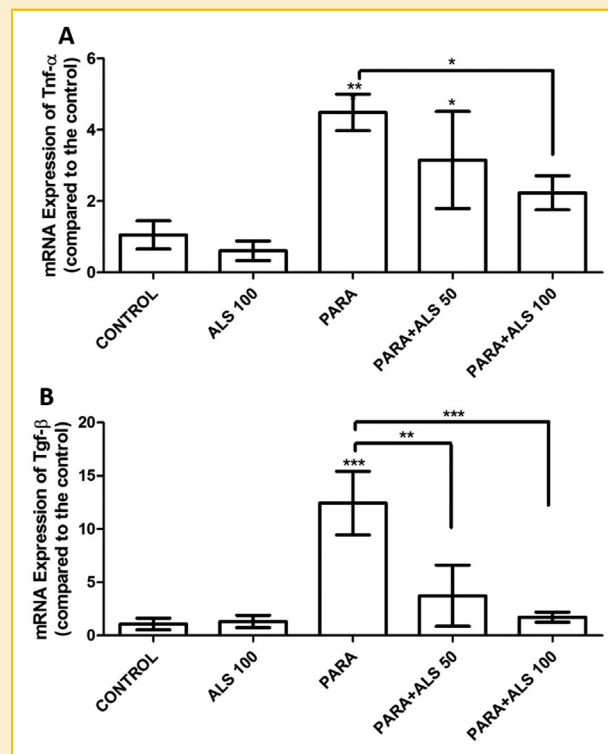 A
mRNA Expression of Tnf-α
(compared to the control)
6
4
2
0
*
**
*
CONTROL
ALS 100
PARA
PARA+ALS 50
PARA+ALS 100
B
mRNA Expression of Tgf-β
(compared to the control)
20
15
10
5
0
***
**
***
CONTROL
ALS 100
PARA
PARA+ALS 50
PARA+ALS 100